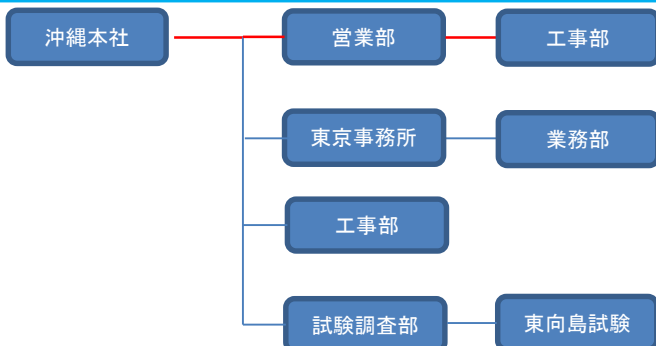 沖縄本社
営業部
工事部
東京事務所
業務部
工事部
試験調査部
東向島試験